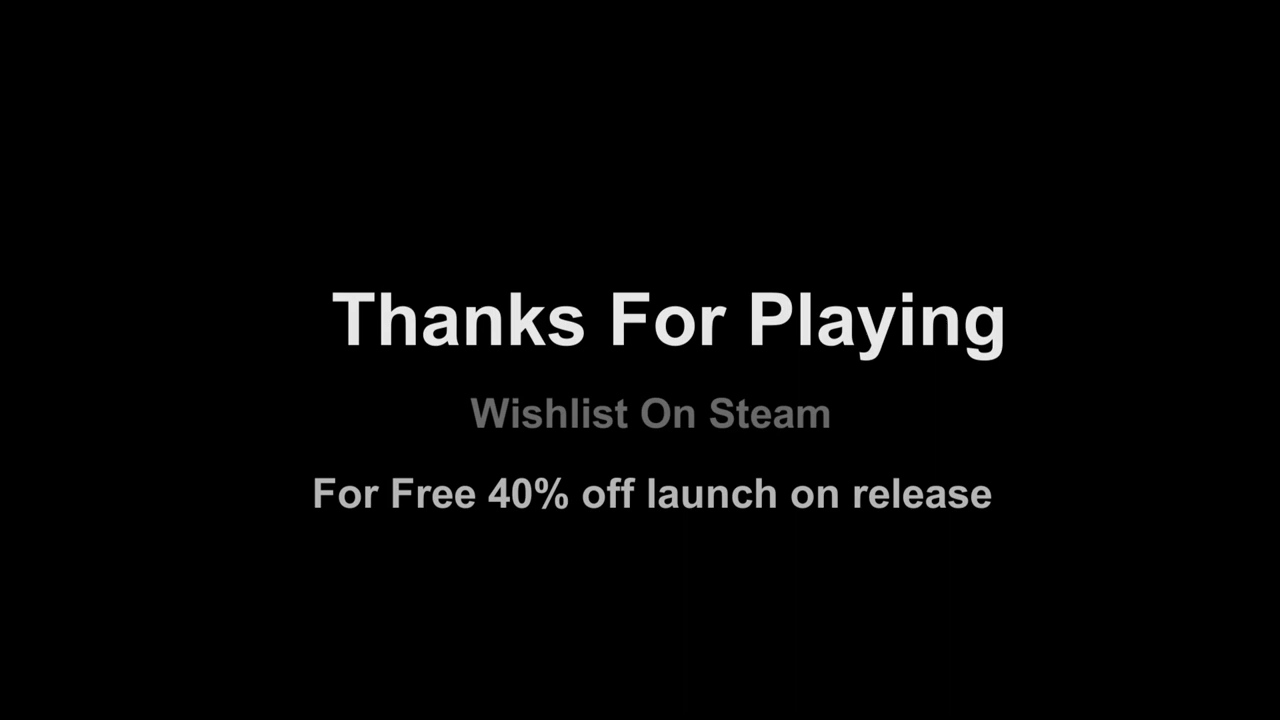 Thanks For Playing
Wishlist On Steam
For Free 40% off launch on release